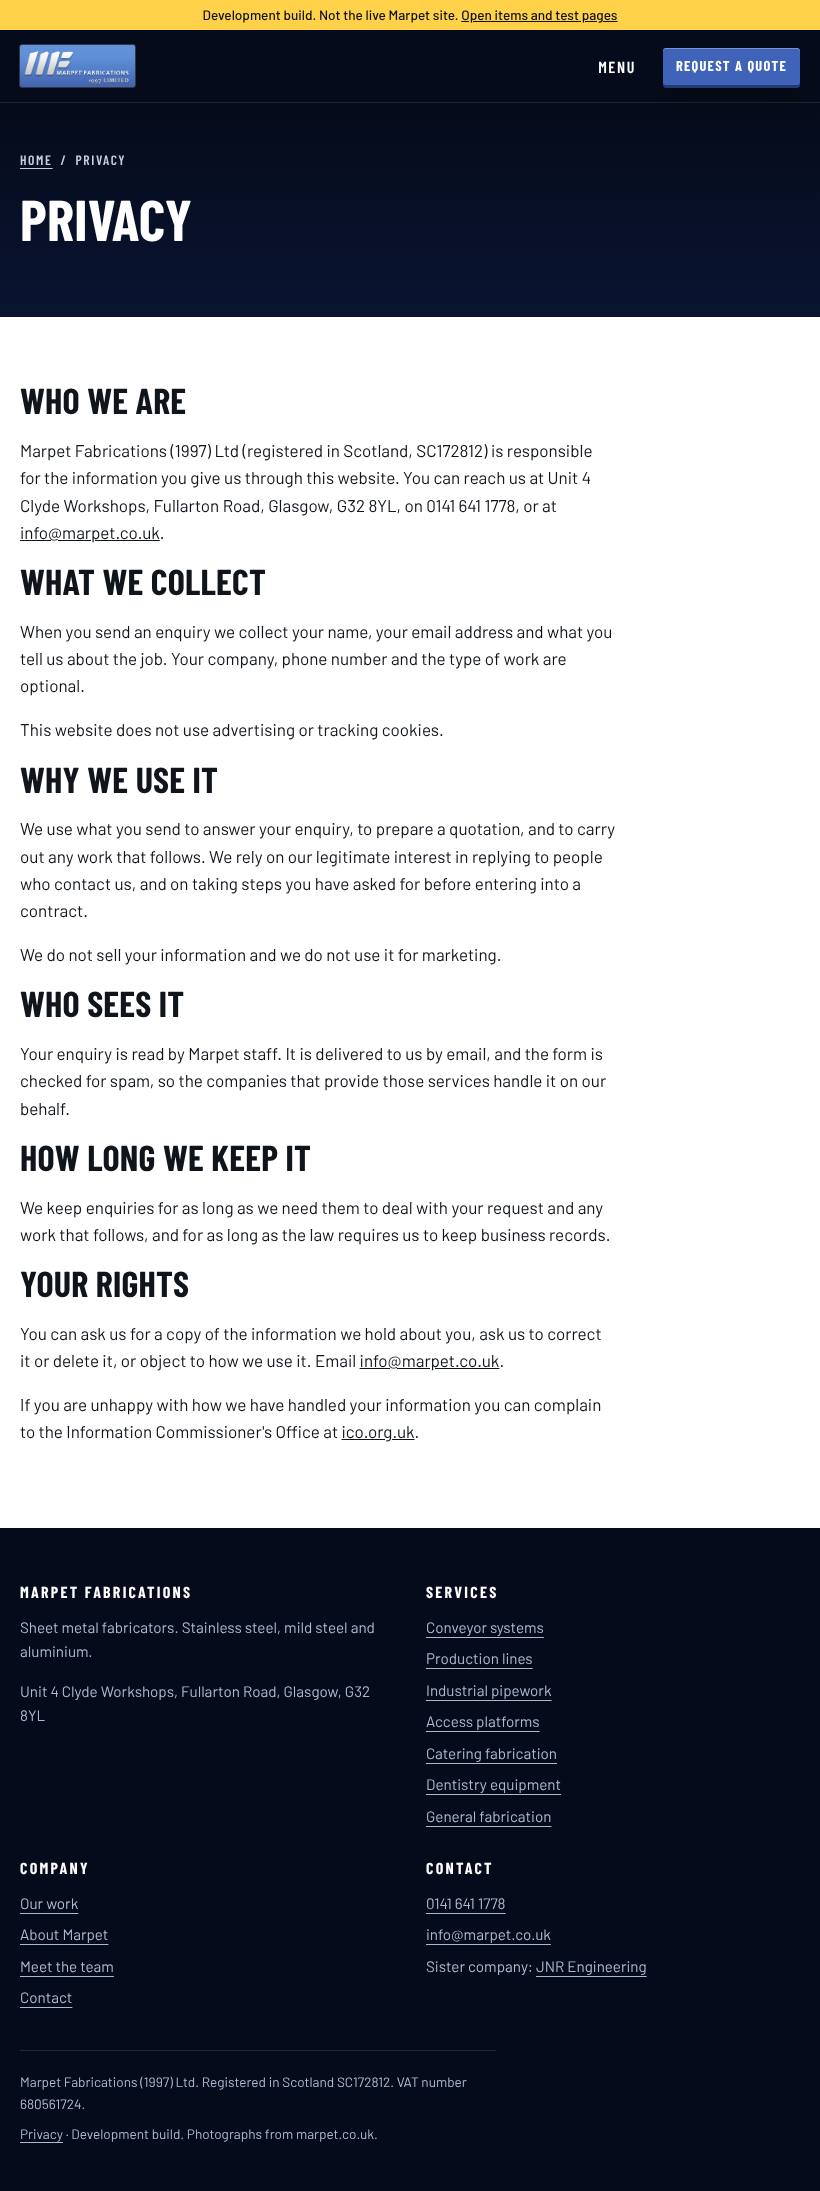 Development build. Not the live Marpet site. Open items and test pages
MF
MARPET FABRICATIONS
1997 LIMITED
MENU
REQUEST A QUOTE
HOME / PRIVACY
PRIVACY
WHO WE ARE
Marpet Fabrications (1997) Ltd (registered in Scotland, SC172812) is responsible
for the information you give us through this website. You can reach us at Unit 4
Clyde Workshops, Fullarton Road, Glasgow, G32 8YL, on 0141 641 1778, or at
info@marpet.co.uk.
WHAT WE COLLECT
When you send an enquiry we collect your name, your email address and what you
tell us about the job. Your company, phone number and the type of work are
optional.
This website does not use advertising or tracking cookies.
WHY WE USE IT
We use what you send to answer your enquiry, to prepare a quotation, and to carry
out any work that follows. We rely on our legitimate interest in replying to people
who contact us, and on taking steps you have asked for before entering into a
contract.
We do not sell your information and we do not use it for marketing.
WHO SEES IT
Your enquiry is read by Marpet staff. It is delivered to us by email, and the form is
checked for spam, so the companies that provide those services handle it on our
behalf.
HOW LONG WE KEEP IT
We keep enquiries for as long as we need them to deal with your request and any
work that follows, and for as long as the law requires us to keep business records.
YOUR RIGHTS
You can ask us for a copy of the information we hold about you, ask us to correct
it or delete it, or object to how we use it. Email info@marpet.co.uk.
If you are unhappy with how we have handled your information you can complain
to the Information Commissioner's Office at ico.org.uk.
MARPET FABRICATIONS
Sheet metal fabricators. Stainless steel, mild steel and
aluminium.
Unit 4 Clyde Workshops, Fullarton Road, Glasgow, G32
8YL
SERVICES
Conveyor systems
Production lines
Industrial pipework
Access platforms
Catering fabrication
Dentistry equipment
General fabrication
COMPANY
Our work
About Marpet
Meet the team
Contact
CONTACT
0141 641 1778
info@marpet.co.uk
Sister company: JNR Engineering
Marpet Fabrications (1997) Ltd. Registered in Scotland SC172812. VAT number
680561724.
Privacy · Development build. Photographs from marpet.co.uk.